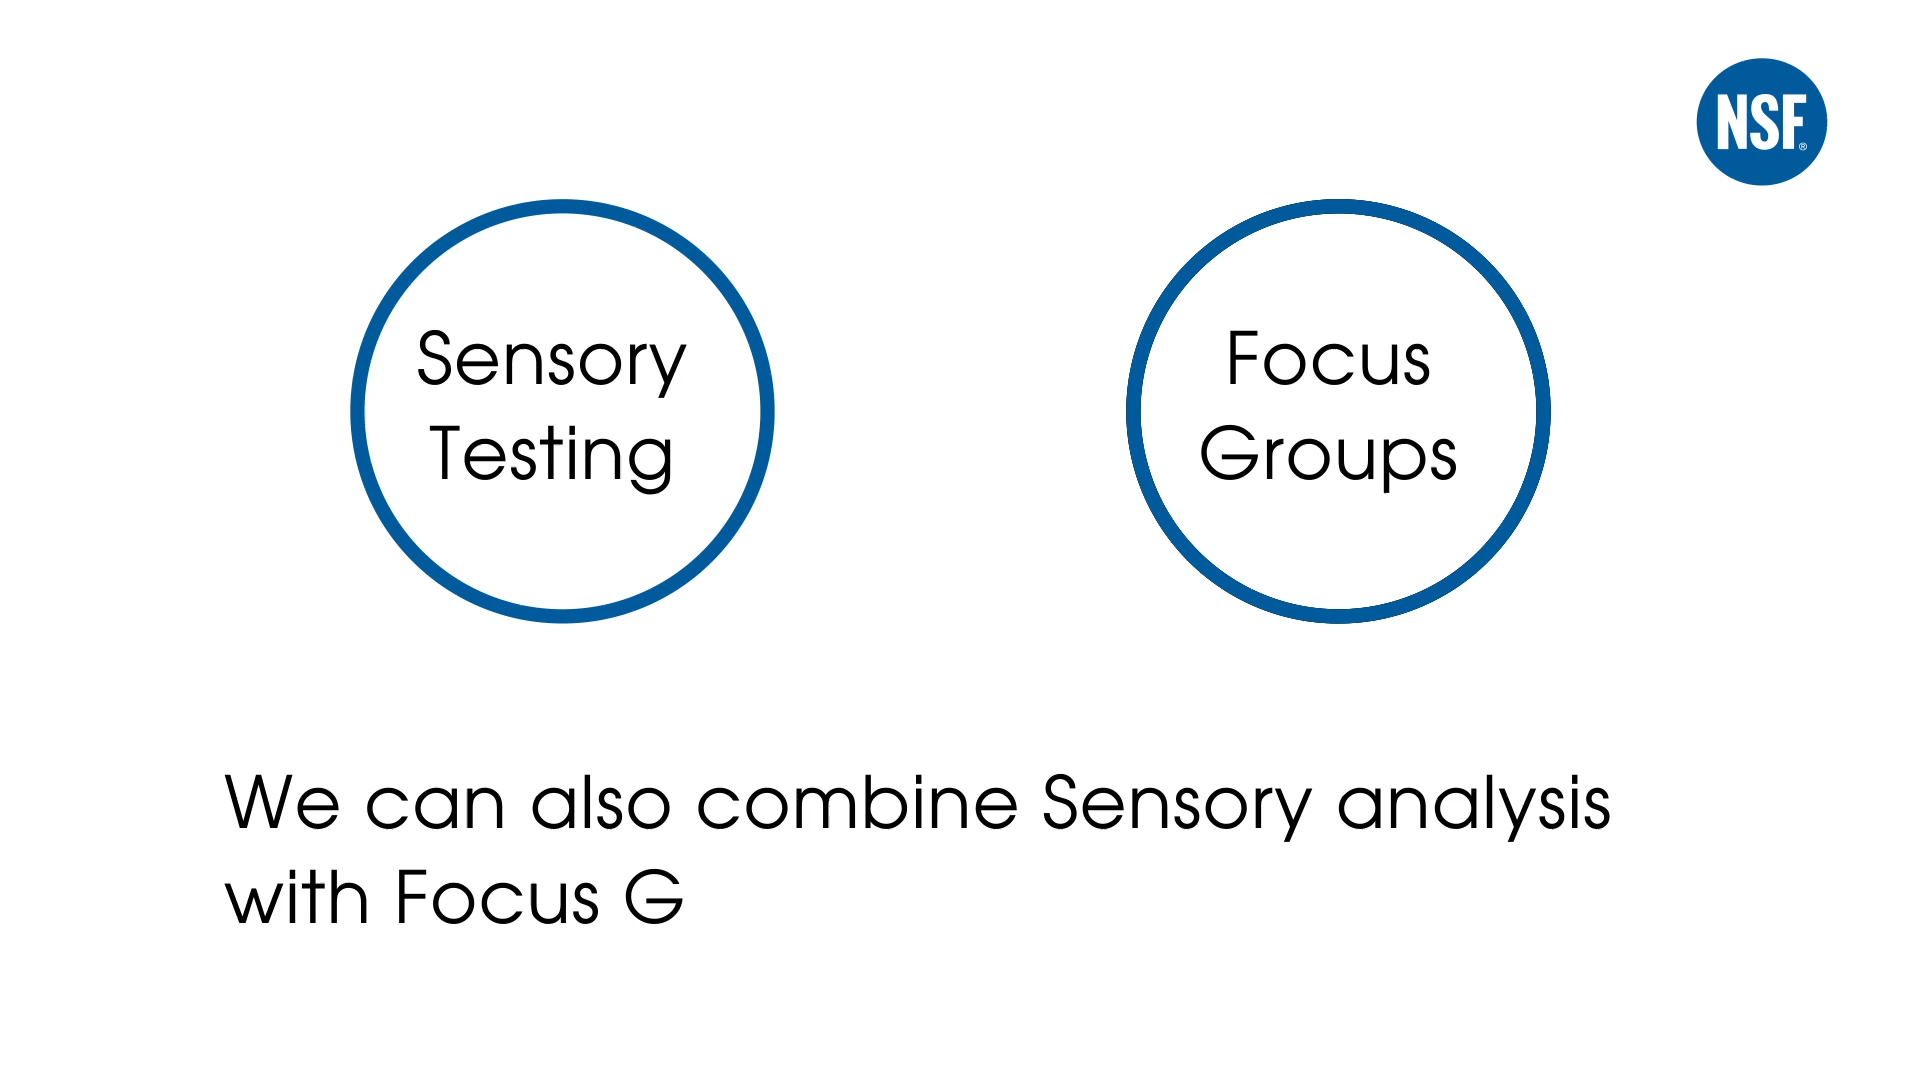 NSF®
Sensory
Testing
Focus
Groups
We can also combine Sensory analysis
with Focus G